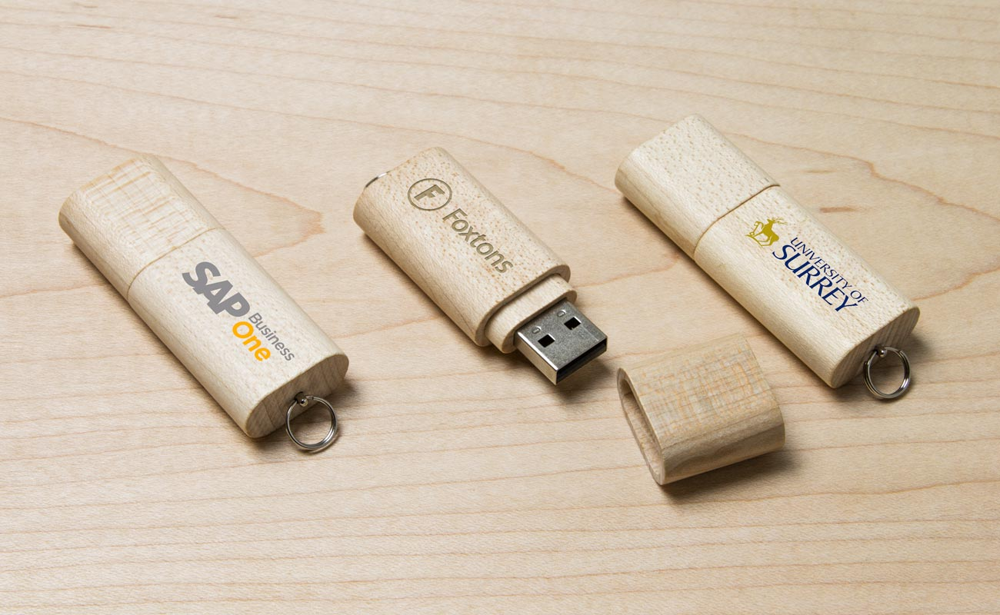 SAP
Business
One
F
Foxtons
UNIVERSITY OF
SURREY